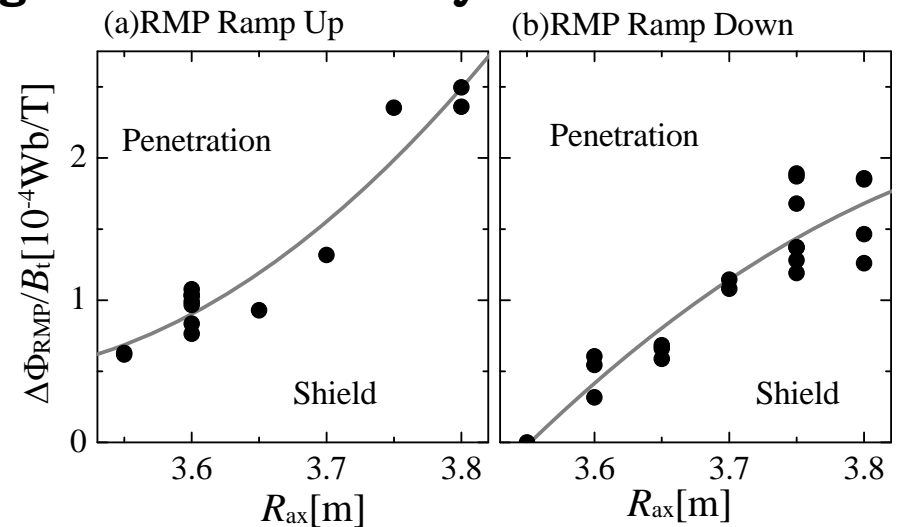 (a)RMP Ramp Up
(b)RMP Ramp Down
ΔΦRMP/Bt[10-4Wb/T]
2
1
0
Penetration
Shield
Penetration
Shield
3.6 3.7 3.8
3.6 3.7 3.8
Rax[m]
Rax[m]